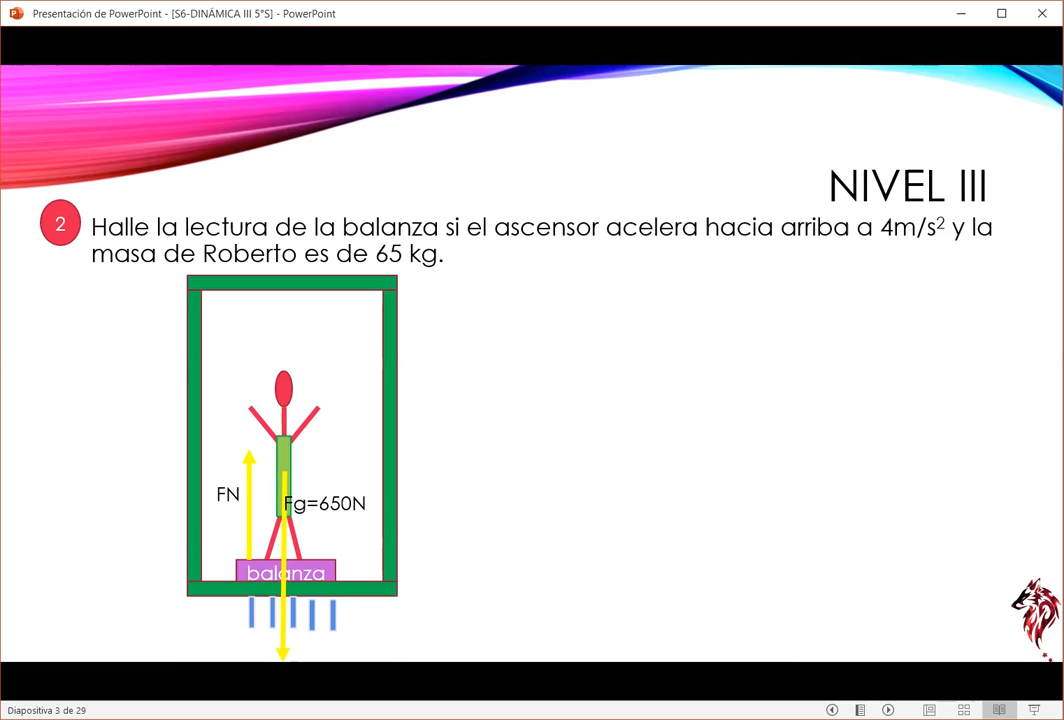 Presentación de PowerPoint - [S6-DINÁMICA III 5°S] - PowerPoint
NIVEL III
2
Halle la lectura de la balanza si el ascensor acelera hacia arriba a 4m/s² y la
masa de Roberto es de 65 kg.
FN
Fg=650N
balanza
Diapositiva 3 de 29